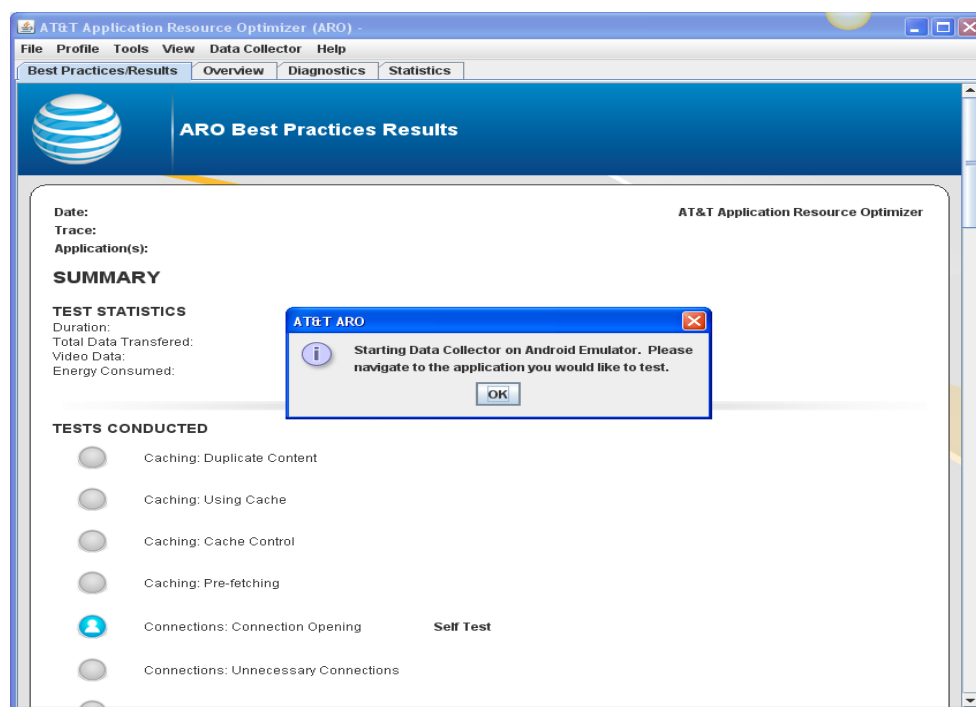 AT&T Application Resource Optimizer (ARO) -
File Profile Tools View Data Collector Help
Best Practices/Results Overview Diagnostics Statistics
ARO Best Practices Results
Date: AT&T Application Resource Optimizer
Trace:
Application(s):
SUMMARY
TEST STATISTICS
Duration:
Total Data Transfered:
Video Data:
Energy Consumed:
AT&T ARO
Starting Data Collector on Android Emulator. Please
navigate to the application you would like to test.
OK
TESTS CONDUCTED
Caching: Duplicate Content
Caching: Using Cache
Caching: Cache Control
Caching: Pre-fetching
Connections: Connection Opening Self Test
Connections: Unnecessary Connections